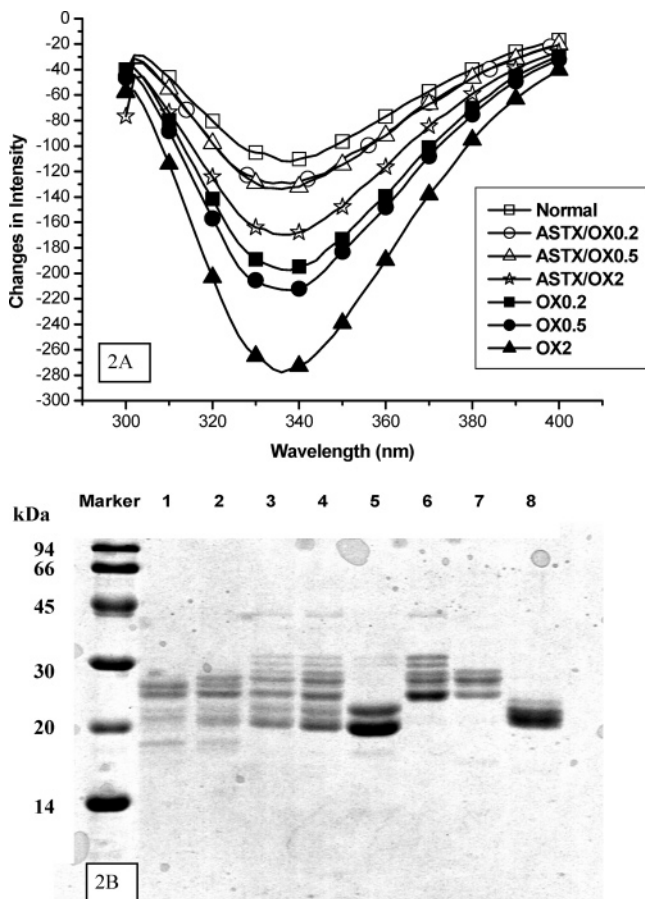 -20
-40
-60
-80
-100
-120
-140
-160
-180
-200
-220
-240
-260
-280
-300
Changes in Intensity
Normal
ASTX/OX0.2
ASTX/OX0.5
ASTX/OX2
OX0.2
OX0.5
OX2
2A
300 320 340 360 380 400
Wavelength (nm)
Marker 1 2 3 4 5 6 7 8
kDa
94
66
45
30
20
14
2B